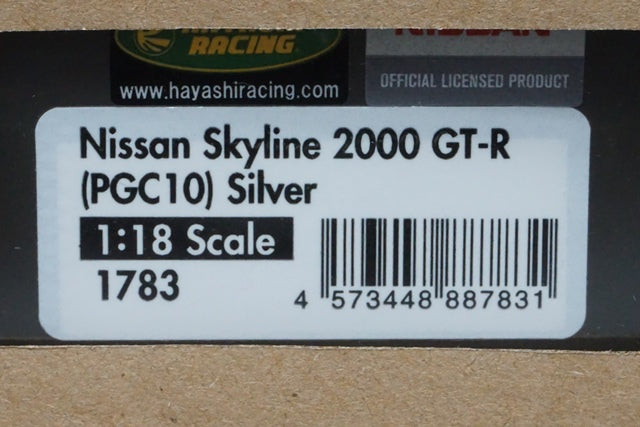 RACING
www.hayashiracing.com
NISSAN
OFFICIAL LICENSED PRODUCT
Nissan Skyline 2000 GT-R
(PGC10) Silver
1:18 Scale
1783
4 573448 887831